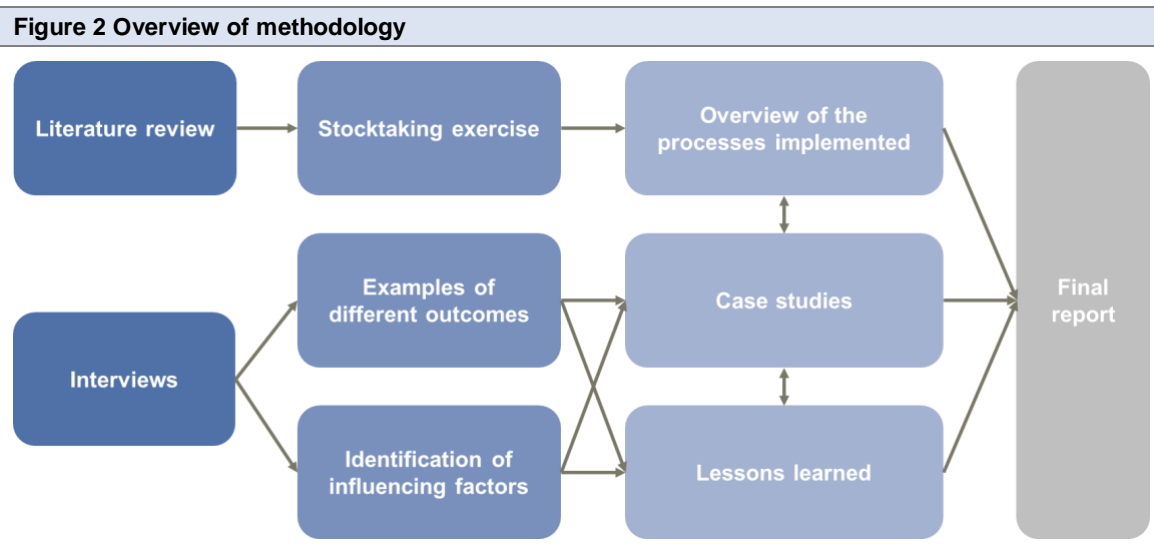 Figure 2 Overview of methodology
Literature review
Stocktaking exercise
Overview of the
processes implemented
Interviews
Examples of
different outcomes
Case studies
Final
report
Identification of
influencing factors
Lessons learned